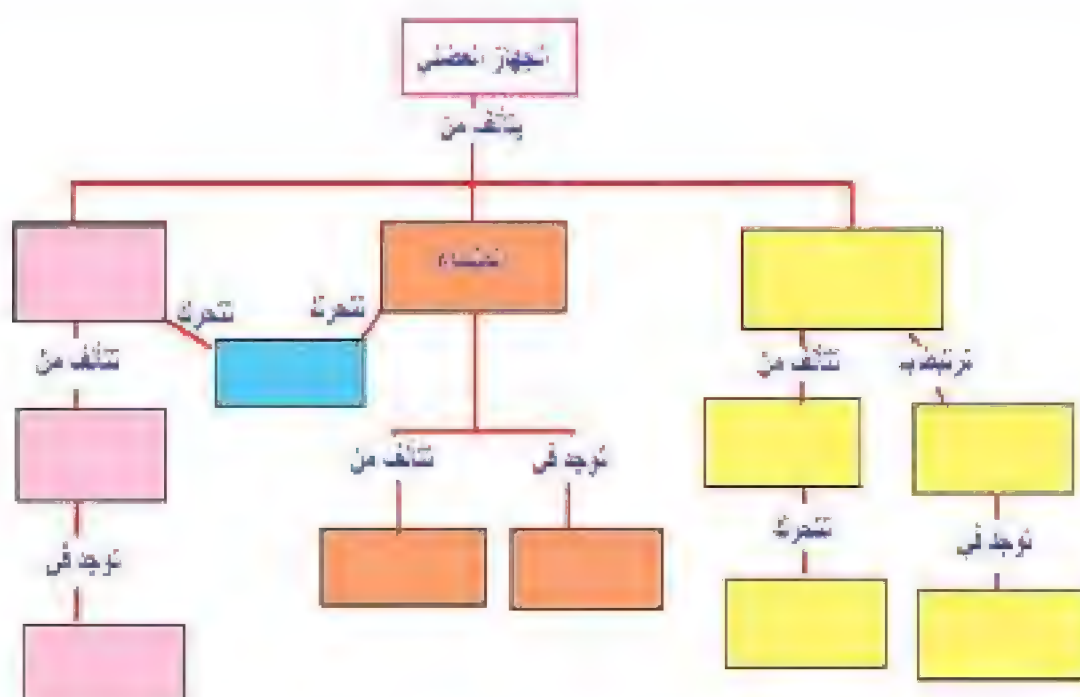 الجهاز العضلي
يتألف من
الملساء
تتحرك
تتحرك
تتألف من
ترتبط بـ
تتألف من
توجد في
تتألف من
تتحرك
توجد في
توجد في